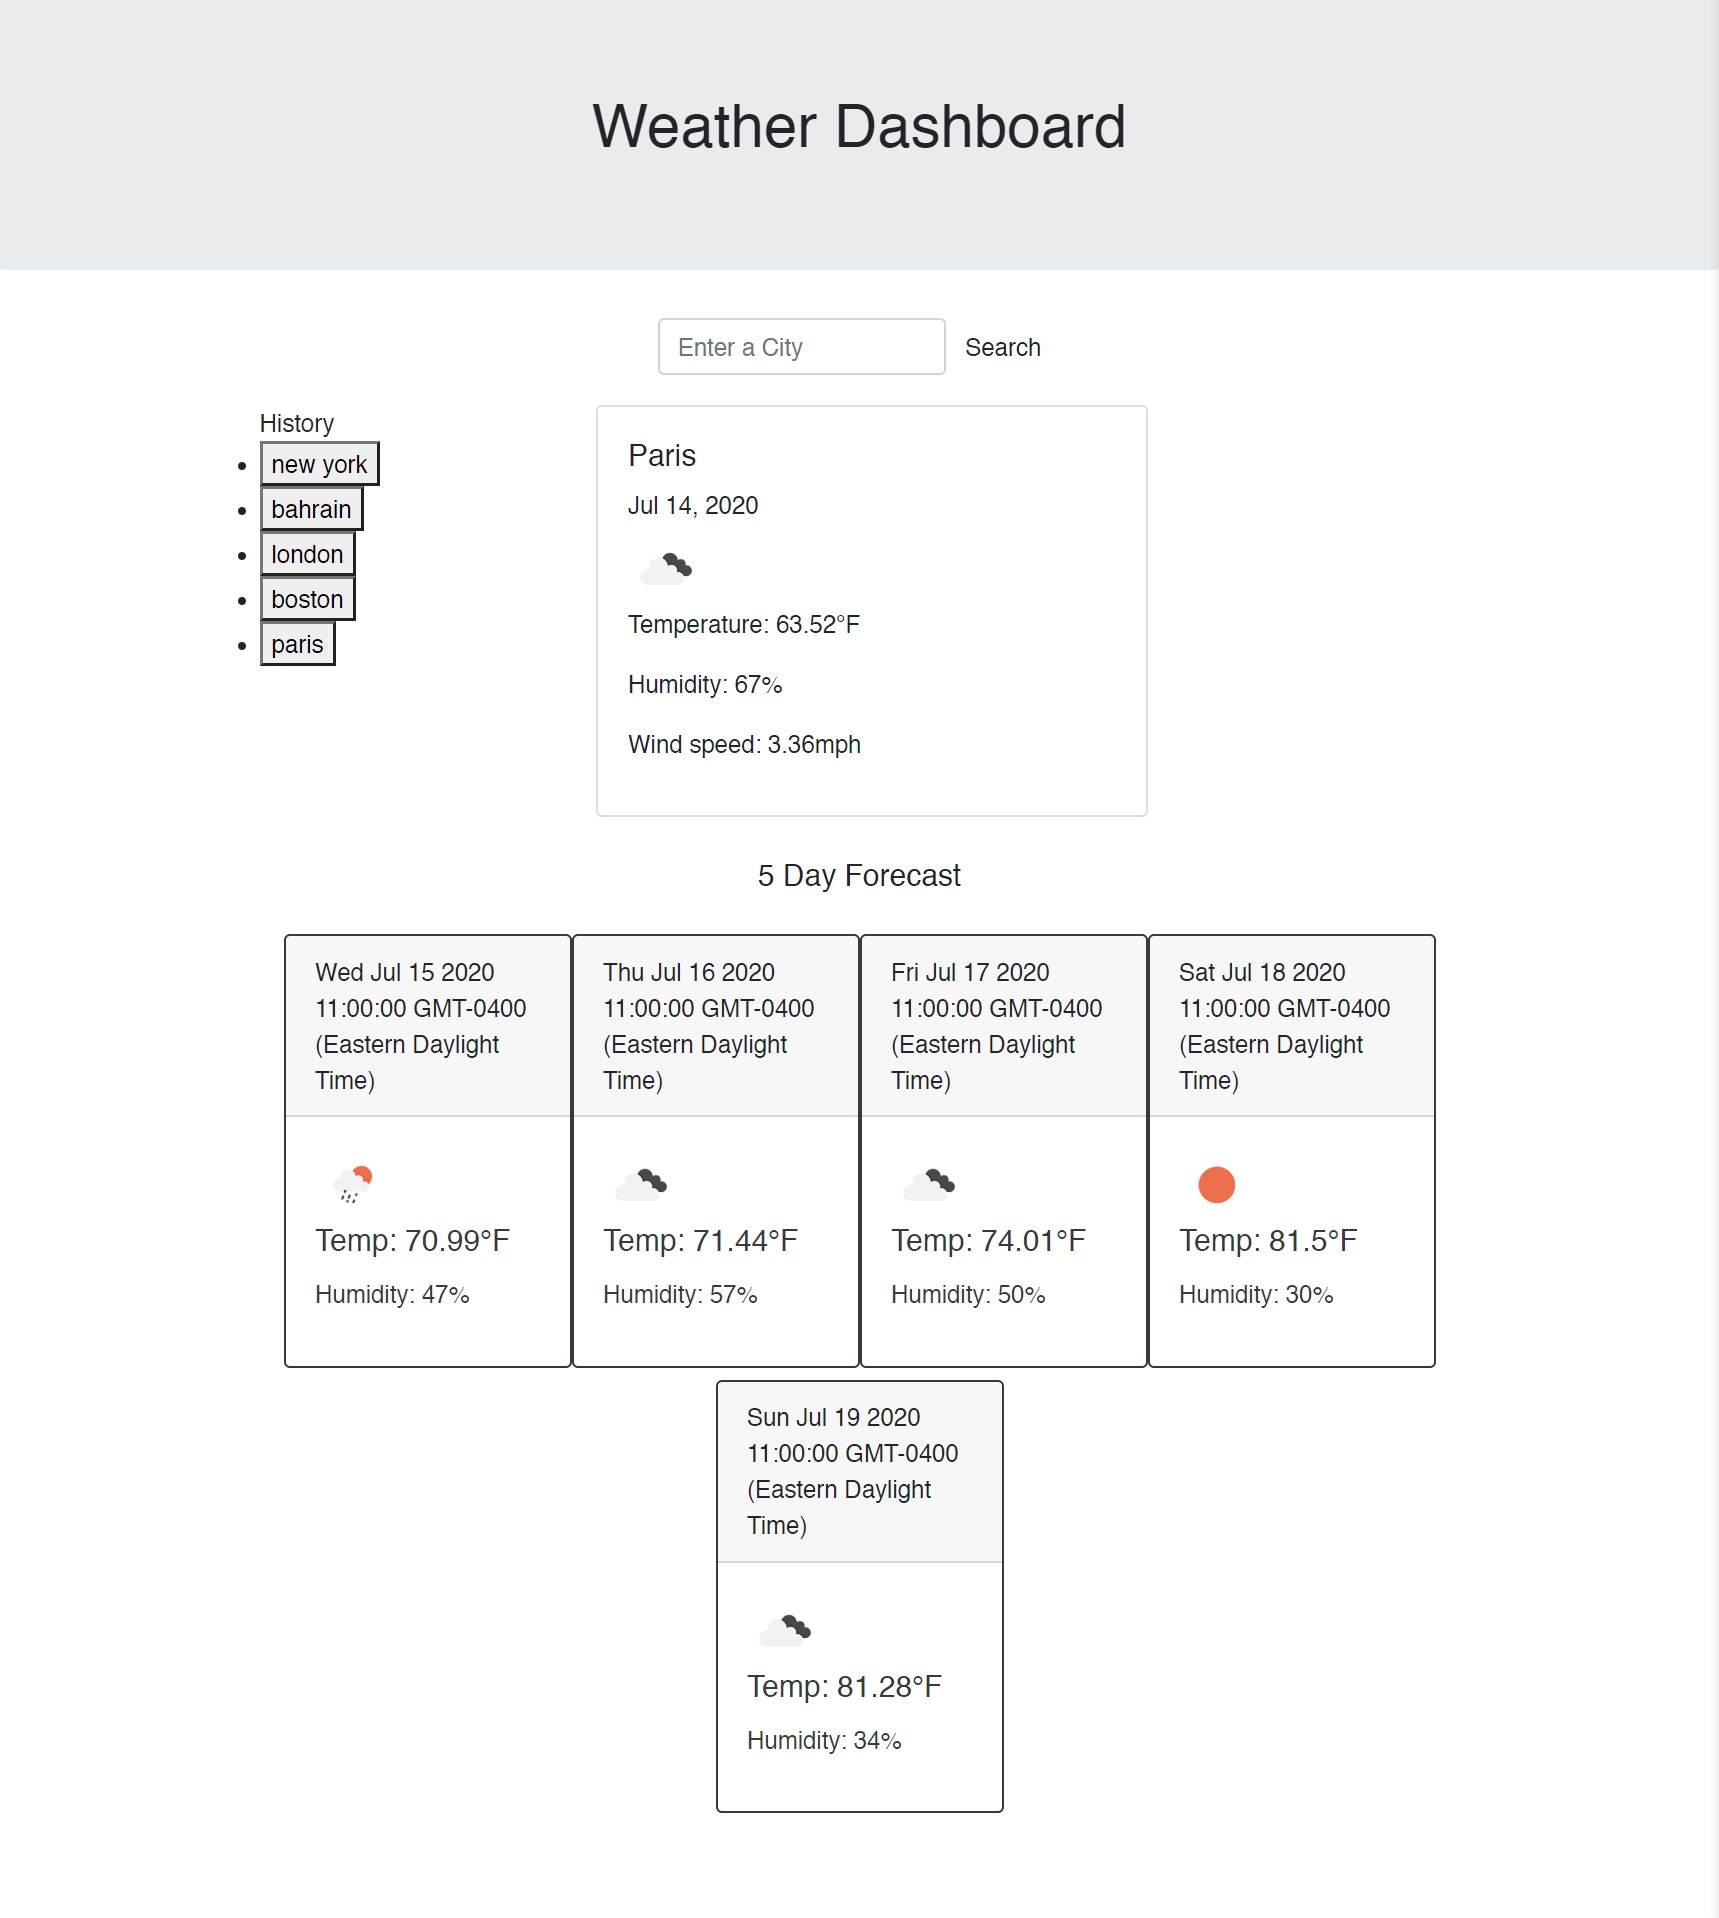 Weather Dashboard
Enter a City
Search
History
new york
bahrain
london
boston
paris
Paris
Jul 14, 2020
Temperature: 63.52°F
Humidity: 67%
Wind speed: 3.36mph
5 Day Forecast
Wed Jul 15 2020
11:00:00 GMT-0400
(Eastern Daylight
Time)
Temp: 70.99°F
Humidity: 47%
Thu Jul 16 2020
11:00:00 GMT-0400
(Eastern Daylight
Time)
Temp: 71.44°F
Humidity: 57%
Fri Jul 17 2020
11:00:00 GMT-0400
(Eastern Daylight
Time)
Temp: 74.01°F
Humidity: 50%
Sat Jul 18 2020
11:00:00 GMT-0400
(Eastern Daylight
Time)
Temp: 81.5°F
Humidity: 30%
Sun Jul 19 2020
11:00:00 GMT-0400
(Eastern Daylight
Time)
Temp: 81.28°F
Humidity: 34%